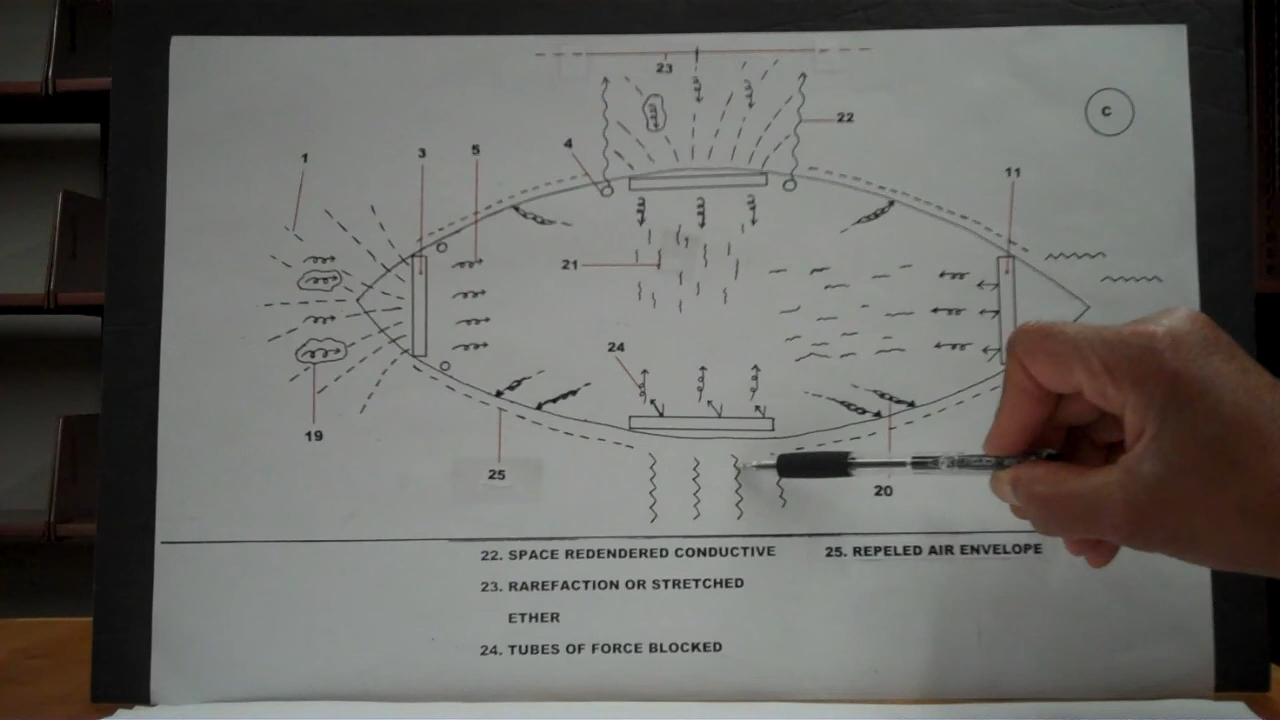 23
C
22
4
1
3
5
11
21
24
19
25
20
22. SPACE REDENDERED CONDUCTIVE
25. REPELED AIR ENVELOPE
23. RAREFACTION OR STRETCHED
ETHER
24. TUBES OF FORCE BLOCKED